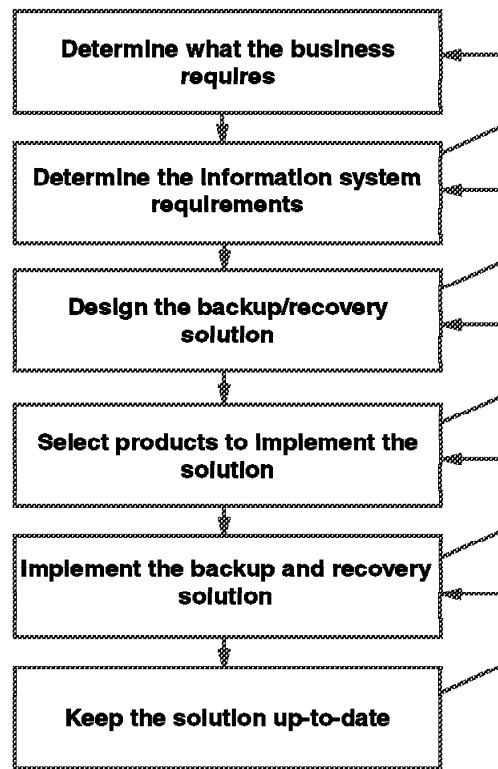 Determine what the business
requires
Determine the information system
requirements
Design the backup/recovery
solution
Select products to implement the
solution
Implement the backup and recovery
solution
Keep the solution up-to-date